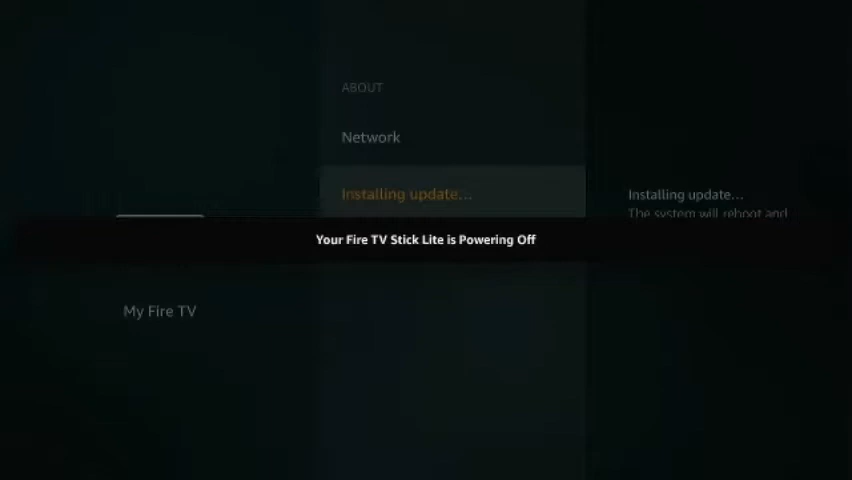 ABOUT
Network
Installing update...
Installing update...
The system will reboot and
Your Fire TV Stick Lite is Powering Off
My Fire TV